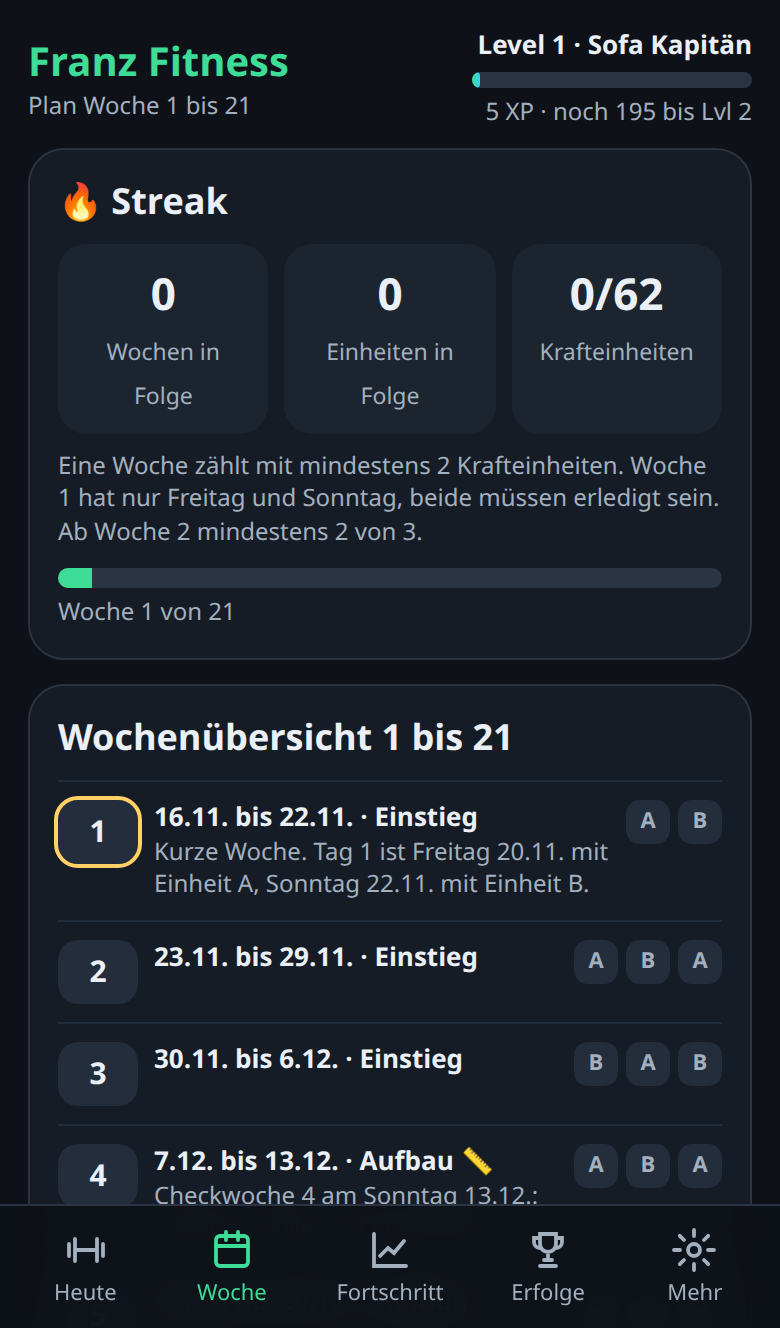 Franz Fitness
Plan Woche 1 bis 21
Level 1 · Sofa Kapitän
5 XP · noch 195 bis Lvl 2
🔥 Streak
0
Wochen in
Folge
0
Einheiten in
Folge
0/62
Krafteinheiten
Eine Woche zählt mit mindestens 2 Krafteinheiten. Woche
1 hat nur Freitag und Sonntag, beide müssen erledigt sein.
Ab Woche 2 mindestens 2 von 3.
Woche 1 von 21
Wochenübersicht 1 bis 21
1
16.11. bis 22.11. · Einstieg
A B
Kurze Woche. Tag 1 ist Freitag 20.11. mit
Einheit A, Sonntag 22.11. mit Einheit B.
2
23.11. bis 29.11. · Einstieg
A B A
3
30.11. bis 6.12. · Einstieg
B A B
4
7.12. bis 13.12. · Aufbau 📏
A B A
Checkwoche 4 am Sonntag 13.12.:
Heute
Woche
Fortschritt
Erfolge
Mehr